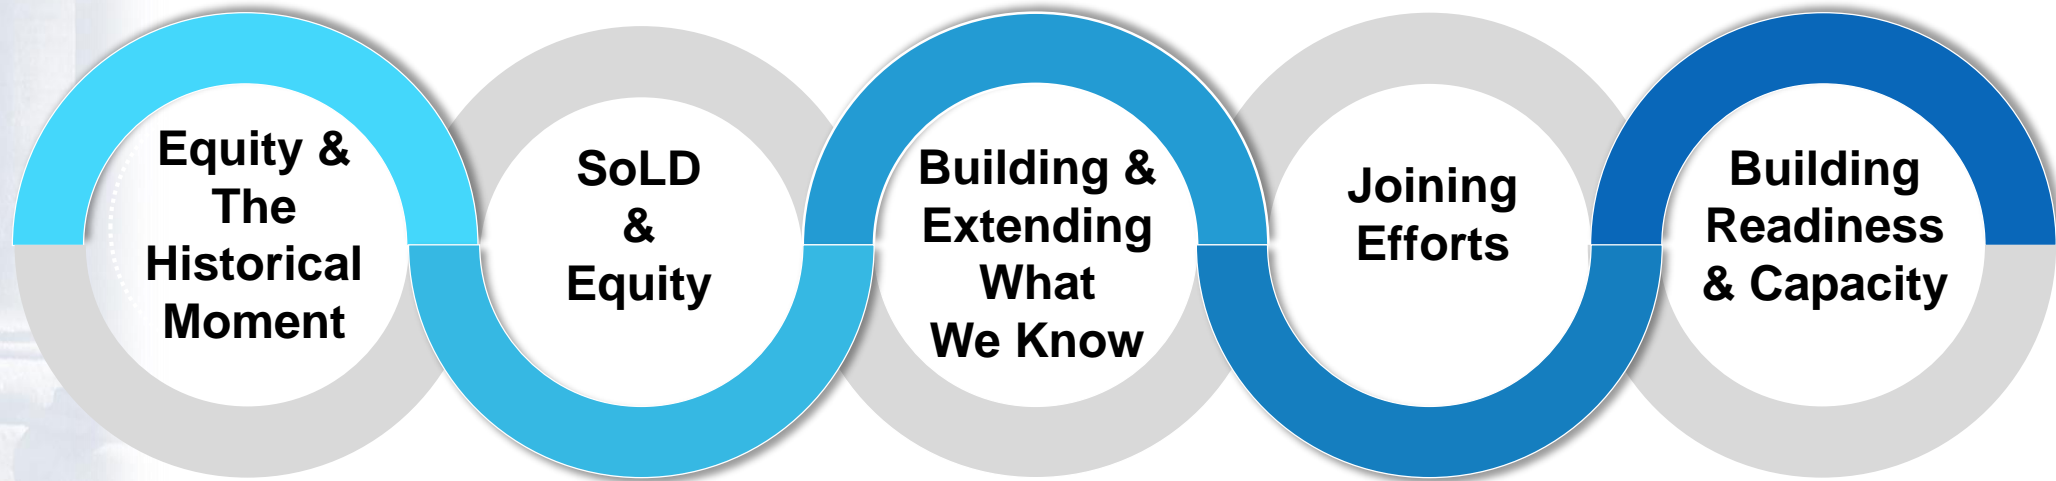 Equity &
The
Historical
Moment
SoLD
&
Equity
Building &
Extending
What
We Know
Joining
Efforts
Building
Readiness
& Capacity